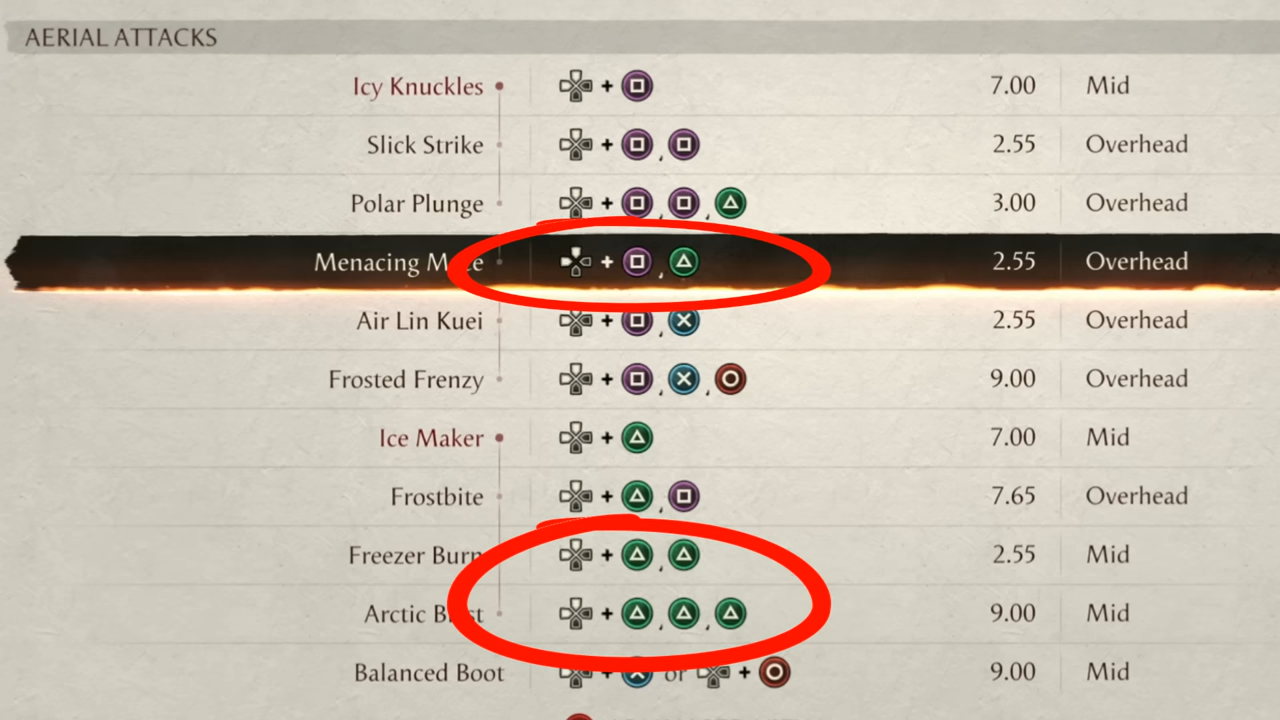 AERIAL ATTACKS
Icy Knuckles + 7.00 Mid
Slick Strike + , 2.55 Overhead
Polar Plunge + , , 3.00 Overhead
Menacing + , 2.55 Overhead
Air Lin Kuei + , 2.55 Overhead
Frosted Frenzy + , , 9.00 Overhead
Ice Maker + 7.00 Mid
Frostbite + , 7.65 Overhead
Freezer Burn + , 2.55 Mid
Arctic Blast + , , 9.00 Mid
Balanced Boot + or + 9.00 Mid